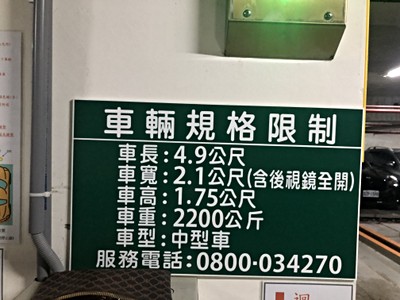 車輛規格限制
車長:4.9公尺
車寬:2.1公尺(含後視鏡全開)
車高:1.75公尺
車重:2200公斤
車型:中型車
服務電話:0800-034270